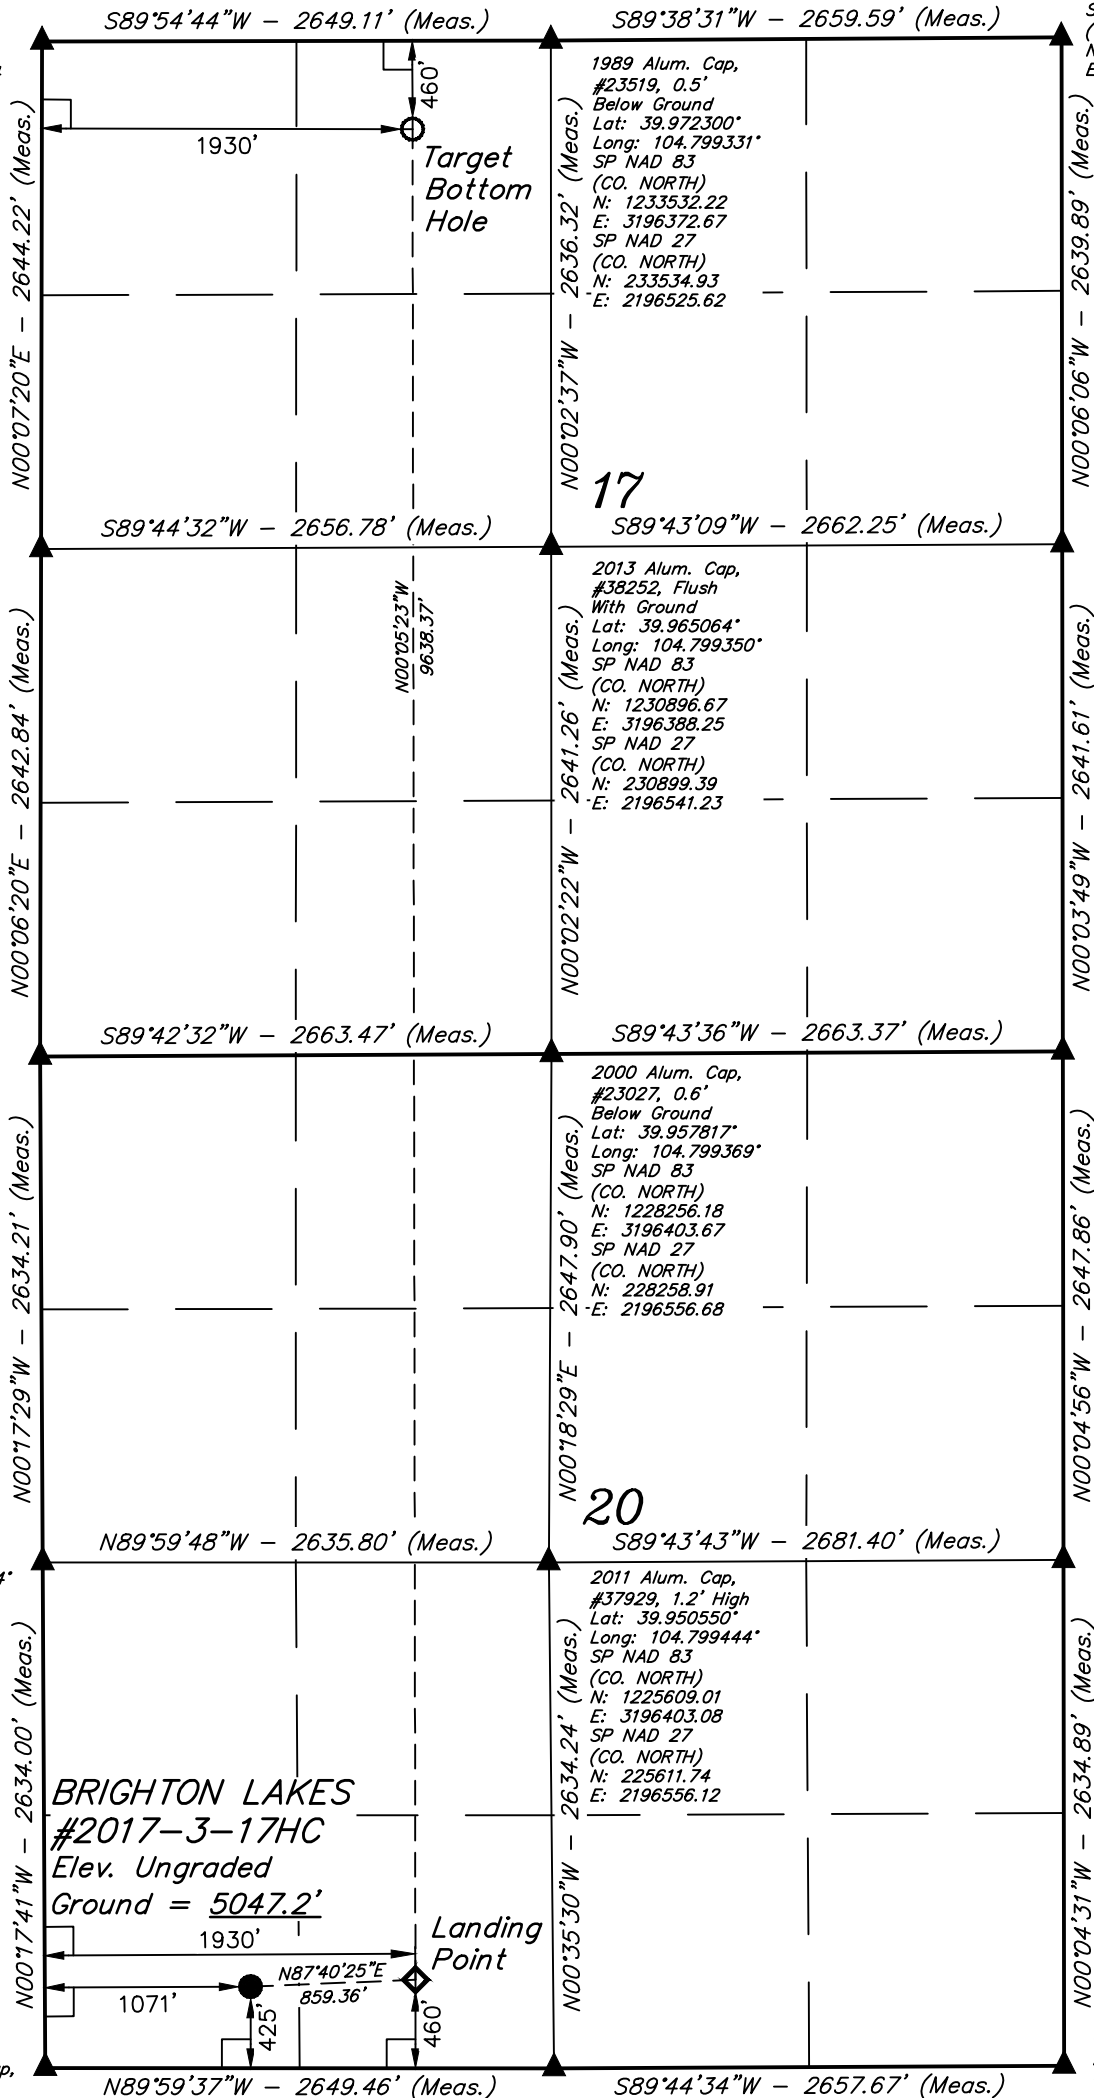 S89°54'44"W - 2649.11' (Meas.)
S89°38'31"W - 2659.59' (Meas.)
S
(
N
E
1989 Alum. Cap,
#23519, 0.5'
Below Ground
Lat: 39.972300°
Long: 104.799331°
SP NAD 83
(CO. NORTH)
N: 1233532.22
E: 3196372.67
SP NAD 27
(CO. NORTH)
N: 233534.93
E: 2196525.62
460'
1930'
Target
Bottom
Hole
N00°07'20"E - 2644.22' (Meas.)
N00°02'37"W - 2636.32' (Meas.)
N00°06'06"W - 2639.89' (Meas.)
17
S89°44'32"W - 2656.78' (Meas.)
S89°43'09"W - 2662.25' (Meas.)
2013 Alum. Cap,
#38252, Flush
With Ground
Lat: 39.965064°
Long: 104.799350°
SP NAD 83
(CO. NORTH)
N: 1230896.67
E: 3196388.25
SP NAD 27
(CO. NORTH)
N: 230899.39
E: 2196541.23
N00°05'23"W
9638.37'
N00°06'20"E - 2642.84' (Meas.)
N00°02'22"W - 2641.26' (Meas.)
N00°03'49"W - 2641.61' (Meas.)
S89°42'32"W - 2663.47' (Meas.)
S89°43'36"W - 2663.37' (Meas.)
2000 Alum. Cap,
#23027, 0.6'
Below Ground
Lat: 39.957817°
Long: 104.799369°
SP NAD 83
(CO. NORTH)
N: 1228256.18
E: 3196403.67
SP NAD 27
(CO. NORTH)
N: 228258.91
E: 2196556.68
N00°17'29"W - 2634.21' (Meas.)
N00°18'29"E - 2647.90' (Meas.)
N00°04'56"W - 2647.86' (Meas.)
20
N89°59'48"W - 2635.80' (Meas.)
S89°43'43"W - 2681.40' (Meas.)
4°
2011 Alum. Cap,
#37929, 1.2' High
Lat: 39.950550°
Long: 104.799444°
SP NAD 83
(CO. NORTH)
N: 1225609.01
E: 3196403.08
SP NAD 27
(CO. NORTH)
N: 225611.74
E: 2196556.12
N00°17'41"W - 2634.00' (Meas.)
N00°35'30"W - 2634.24' (Meas.)
N00°04'31"W - 2634.89' (Meas.)
BRIGHTON LAKES
#2017-3-17HC
Elev. Ungraded
Ground = 5047.2'
1930'
Landing
Point
N87°40'25"E
859.36'
1071'
425'
460'
p,
N89°59'37"W - 2649.46' (Meas.)
S89°44'34"W - 2657.67' (Meas.)